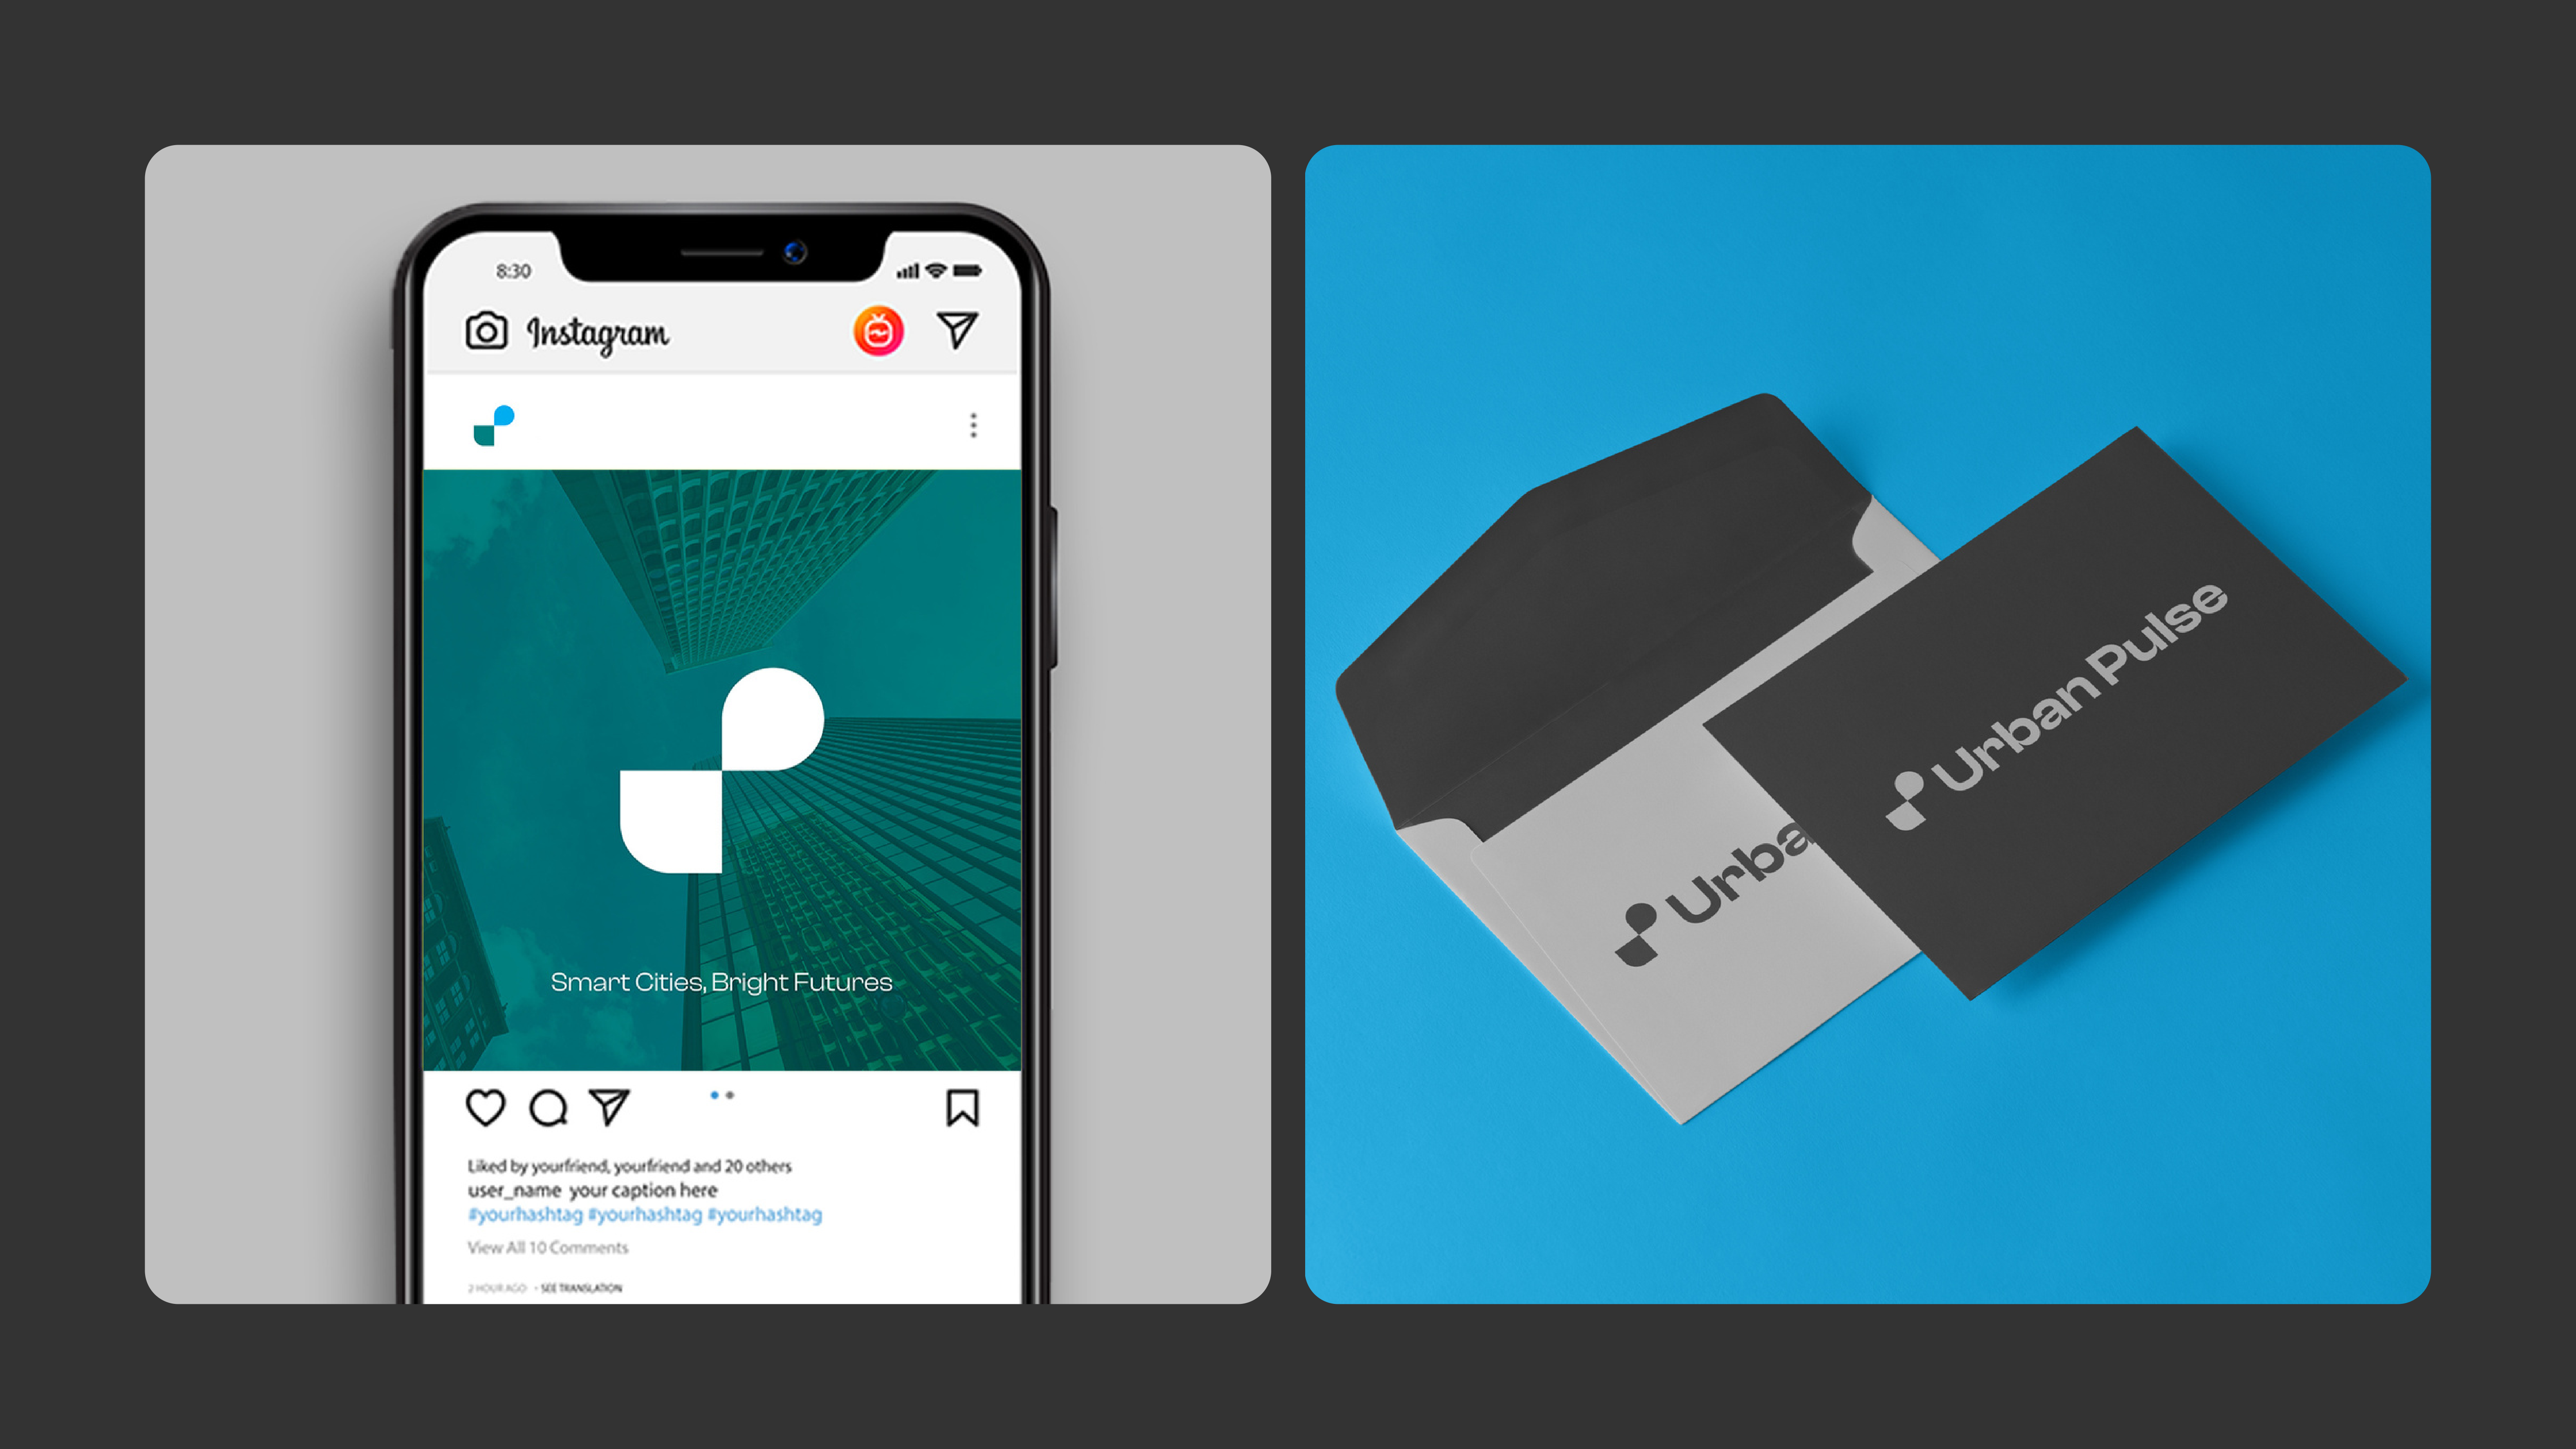 8:30
Instagram
Smart Cities, Bright Futures
Liked by yourfriend, yourfriend and 20 others
user_name your caption here
#yourhashtag #yourhashtag #yourhashtag
View All 10 Comments
2 HOUR AGO · SEE TRANSLATION
Urban Pulse
Urba